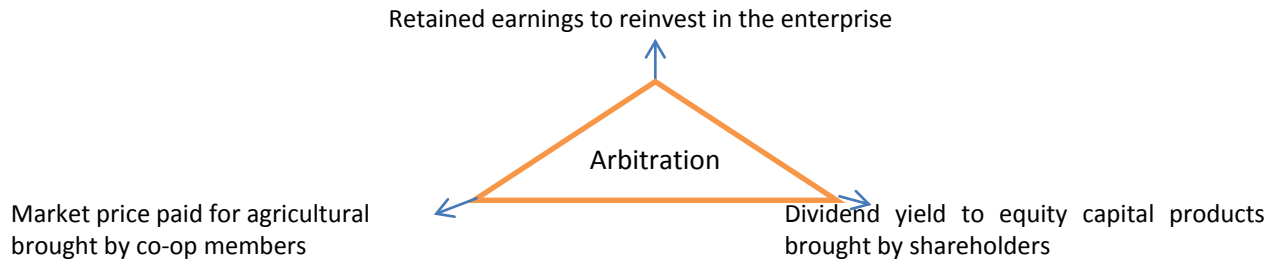 Retained earnings to reinvest in the enterprise
Arbitration
Market price paid for agricultural
brought by co-op members
Dividend yield to equity capital products
brought by shareholders